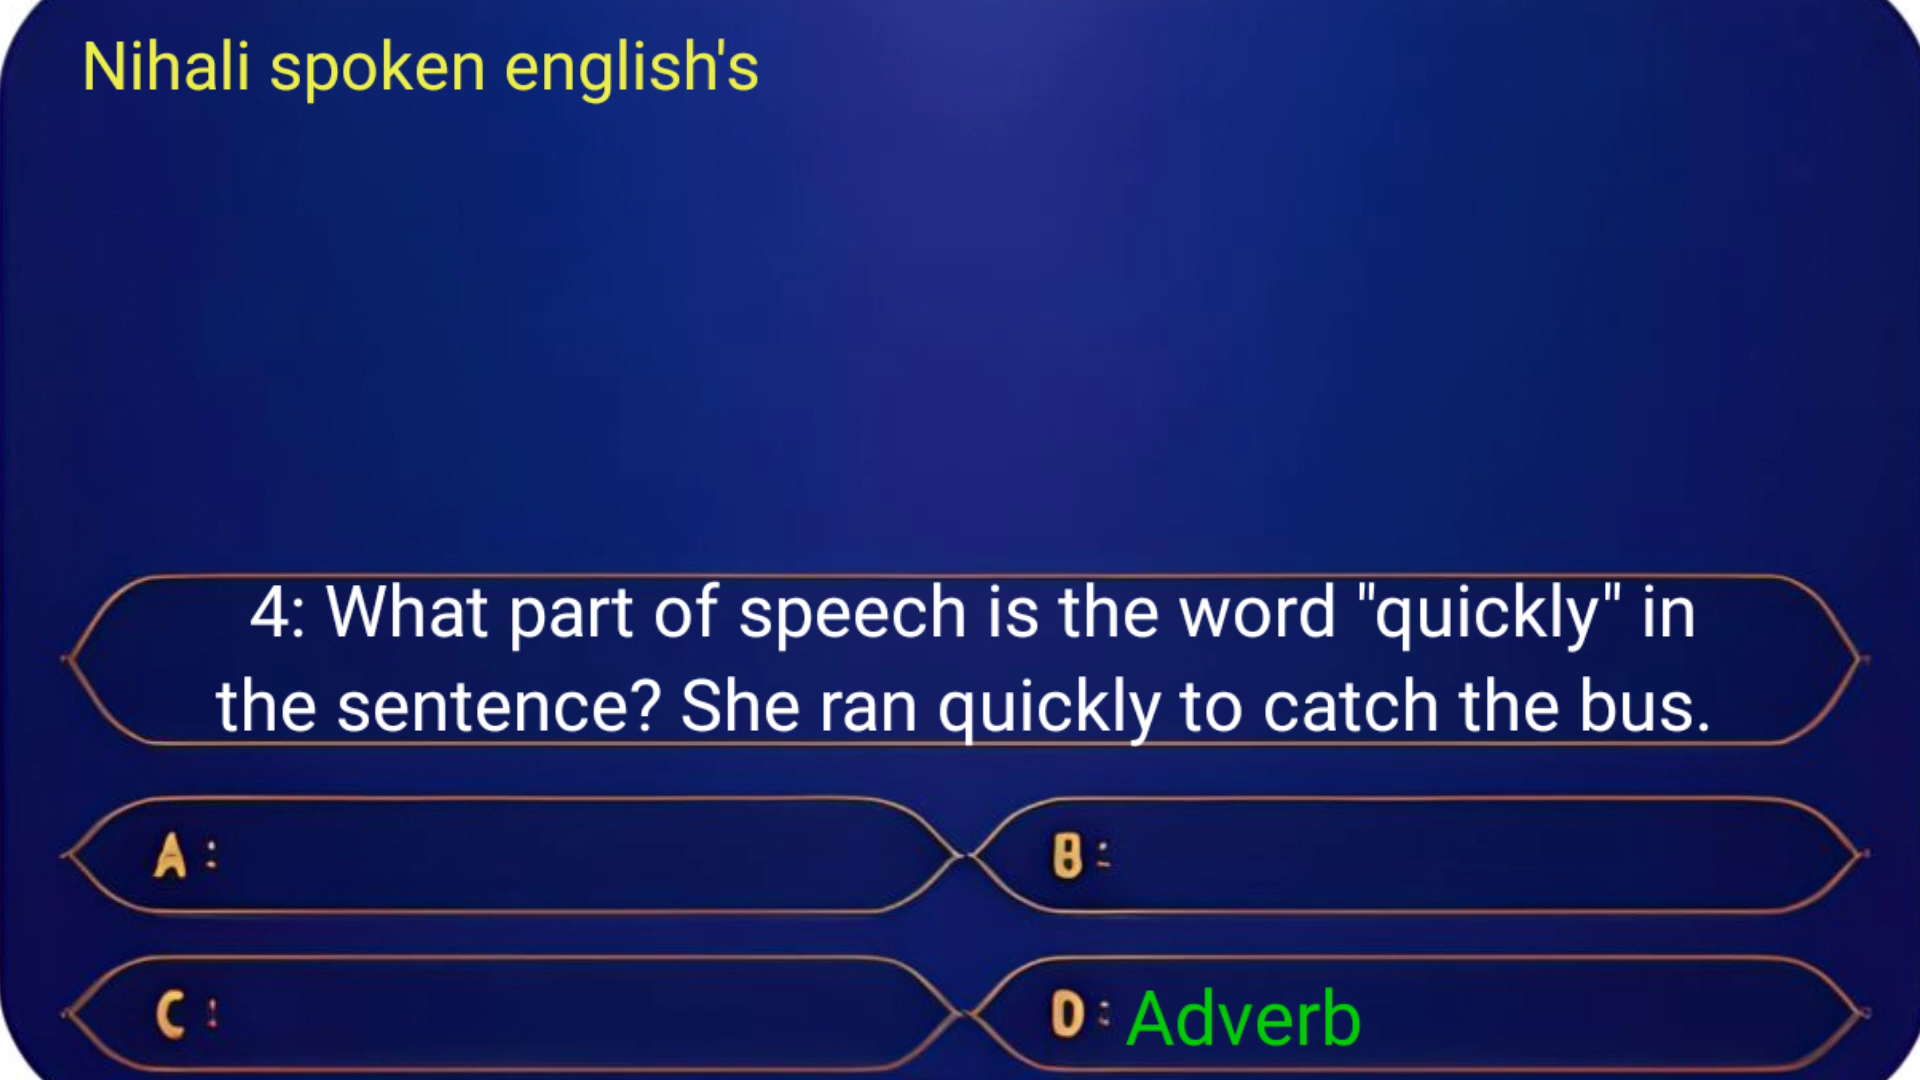 Nihali spoken english's
4: What part of speech is the word "quickly" in
the sentence? She ran quickly to catch the bus.
A :
B :
C :
D : Adverb